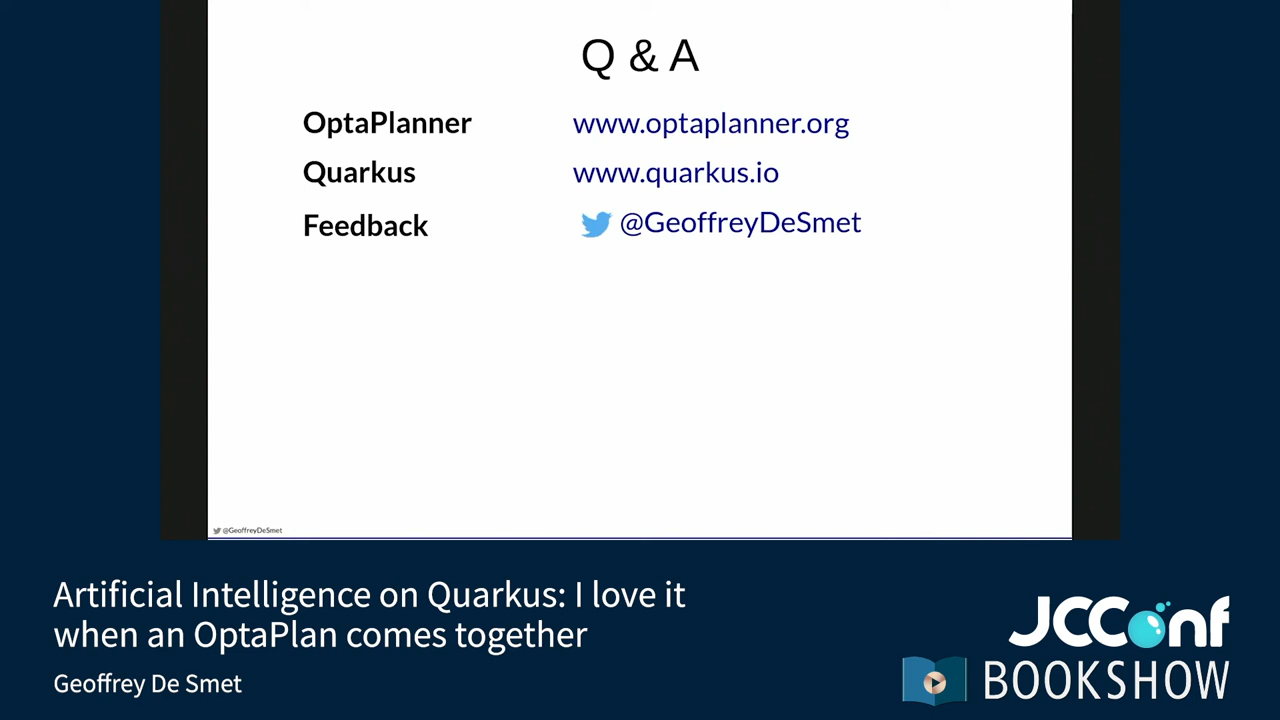 Q & A
OptaPlanner www.optaplanner.org
Quarkus www.quarkus.io
Feedback @GeoffreyDeSmet
@GeoffreyDeSmet
Artificial Intelligence on Quarkus: I love it
when an OptaPlan comes together
Geoffrey De Smet
JCConf
BOOKSHOW